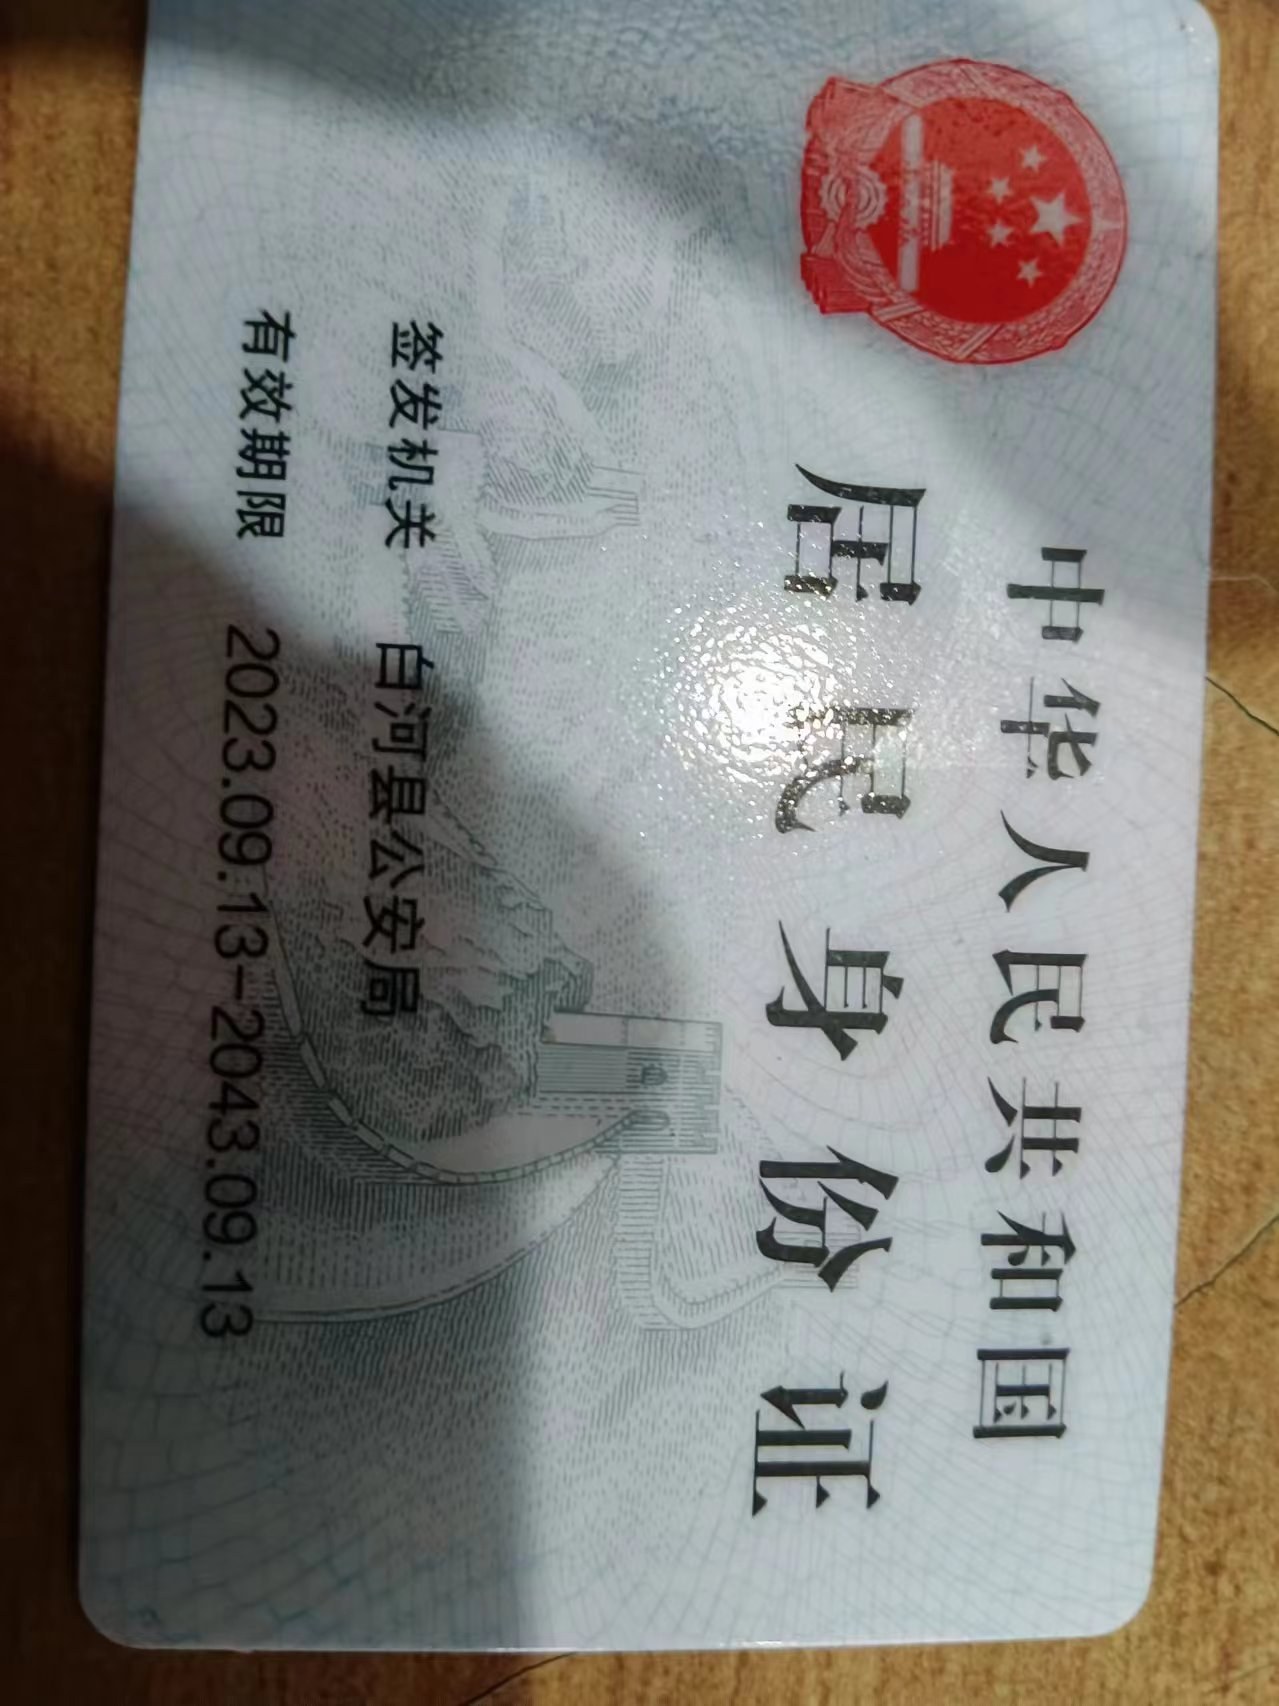 中华人民共和国
居民身份证
签发机关 白河县公安局
有效期限 2023.09.13-2043.09.13